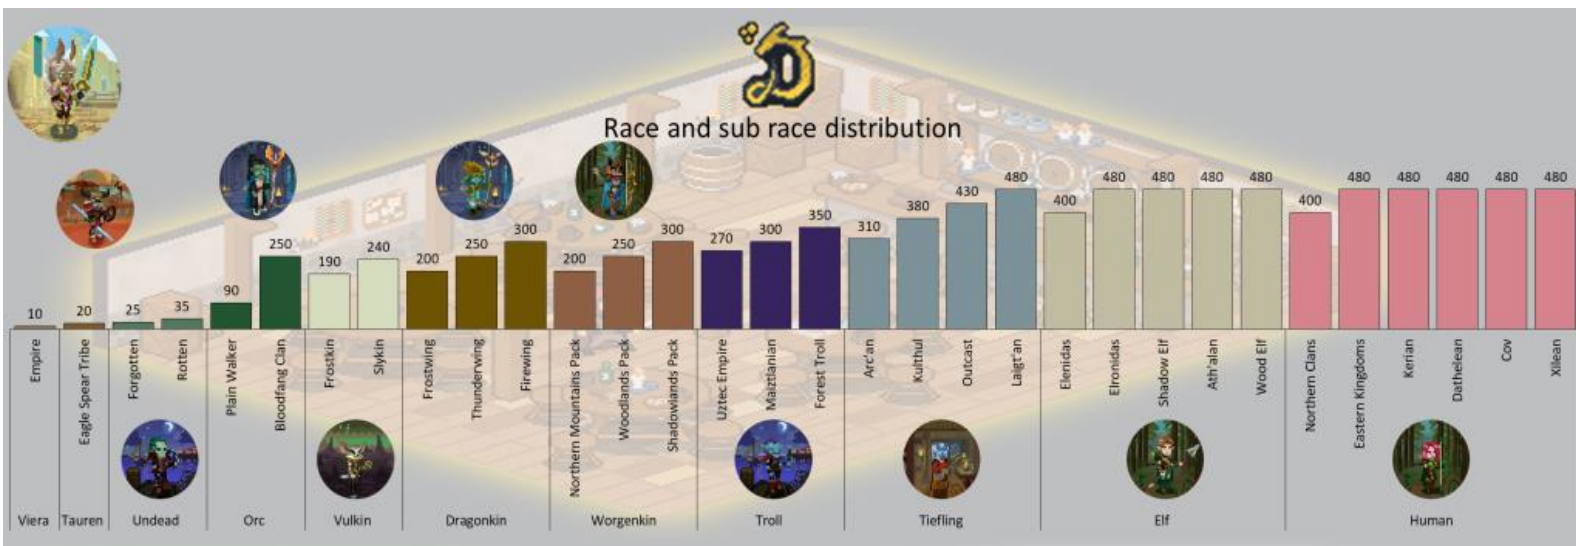 Race and sub race distribution
10
20
25
35
90
250
190
240
200
250
300
200
250
300
270
300
350
310
380
430
480
400
480
480
480
480
400
480
480
480
480
480
Empire
Eagle Spear Tribe
Forgotten
Rotten
Plain Walker
Bloodfang Clan
Frostkin
Slykin
Frostwing
Thunderwing
Firewing
Northern Mountains Pack
Woodlands Pack
Shadowlands Pack
Uztec Empire
Maiztlanian
Forest Troll
Arc'an
Kulthul
Outcast
Laigt'an
Elenidas
Elronidas
Shadow Elf
Ath'alan
Wood Elf
Northern Clans
Eastern Kingdoms
Kerian
Dathelean
Cov
Xilean
Viera
Tauren
Undead
Orc
Vulkin
Dragonkin
Worgenkin
Troll
Tiefling
Elf
Human